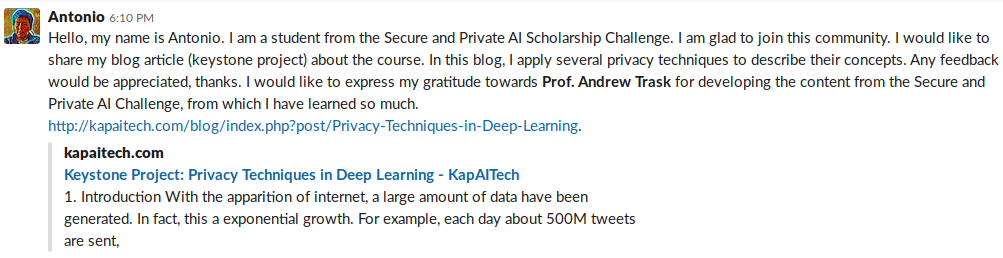 Antonio 6:10 PM
Hello, my name is Antonio. I am a student from the Secure and Private AI Scholarship Challenge. I am glad to join this community. I would like to
share my blog article (keystone project) about the course. In this blog, I apply several privacy techniques to describe their concepts. Any feedback
would be appreciated, thanks. I would like to express my gratitude towards Prof. Andrew Trask for developing the content from the Secure and
Private AI Challenge, from which I have learned so much.
http://kapaitech.com/blog/index.php?post/Privacy-Techniques-in-Deep-Learning.
kapaitech.com
Keystone Project: Privacy Techniques in Deep Learning - KapAITech
1. Introduction With the apparition of internet, a large amount of data have been
generated. In fact, this a exponential growth. For example, each day about 500M tweets
are sent,